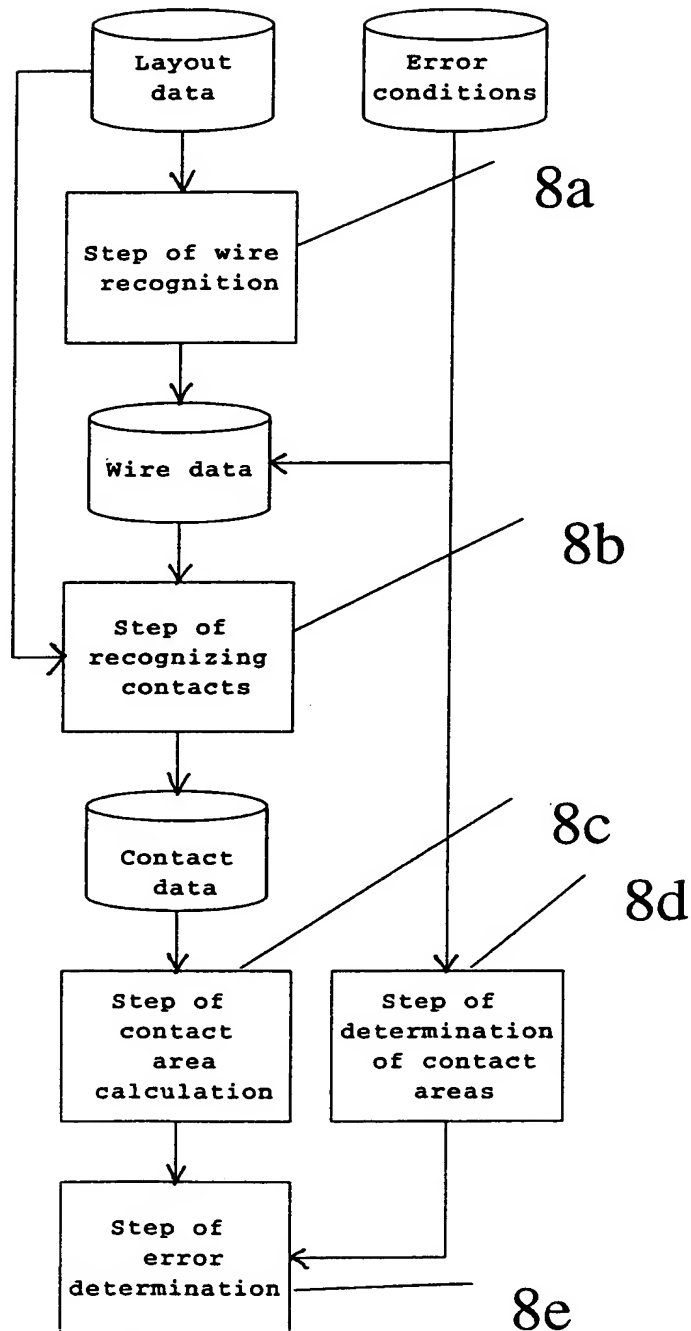 Layout
data
Error
conditions
8a
Step of wire
recognition
Wire data
8b
Step of
recognizing
contacts
Contact
data
8c
8d
Step of
contact
area
calculation
Step of
determination
of contact
areas
Step of
error
determination
8e